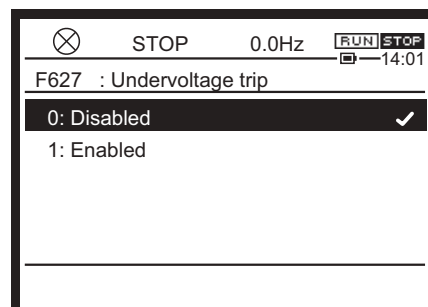 STOP 0.0Hz RUN STOP
14:01
F627 : Undervoltage trip
0: Disabled
1: Enabled